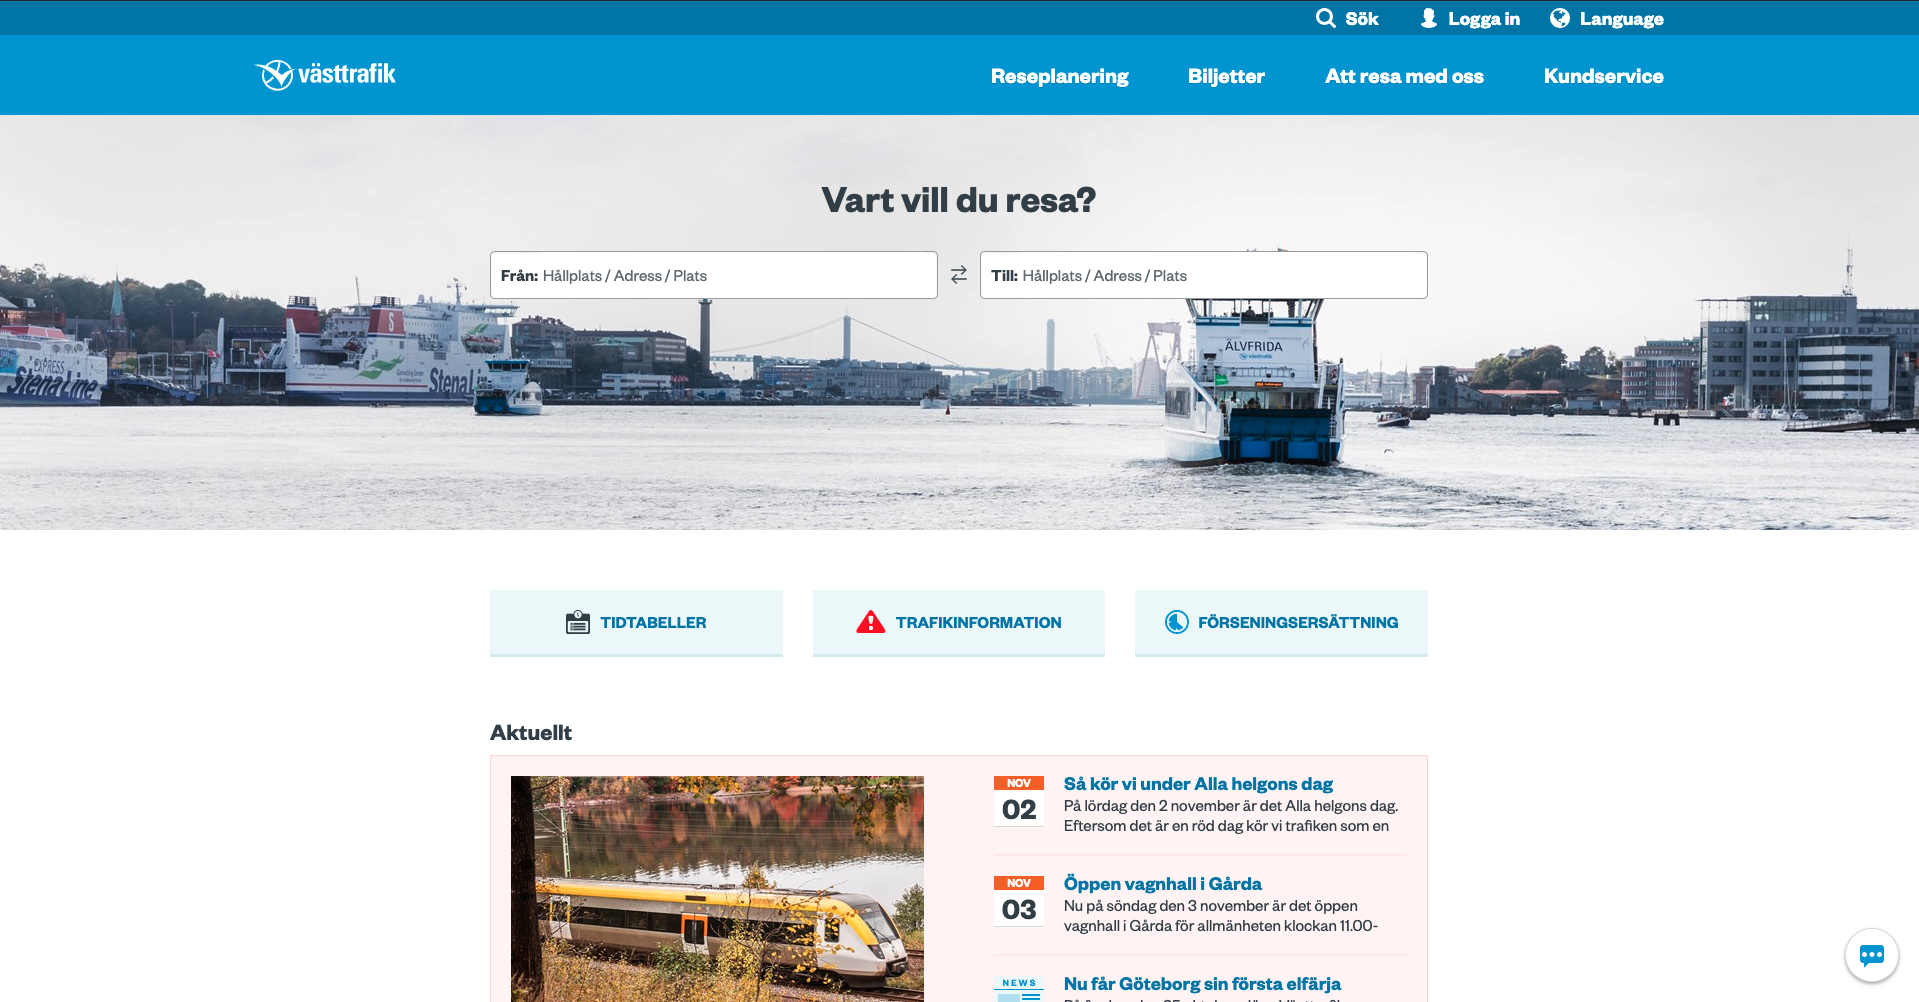 Sök
Logga in
Language
västtrafik
Reseplanering
Biljetter
Att resa med oss
Kundservice
Vart vill du resa?
Från: Hållplats / Adress / Plats
Till: Hållplats / Adress / Plats
EXPRESS
Stena Line
S
Stena L
ÄLVFRIDA
västtrafik
TIDTABELLER
TRAFIKINFORMATION
FÖRSENINGSERSÄTTNING
Aktuellt
NOV
02
Så kör vi under Alla helgons dag
På lördag den 2 november är det Alla helgons dag.
Eftersom det är en röd dag kör vi trafiken som en
NOV
03
Öppen vagnhall i Gårda
Nu på söndag den 3 november är det öppen
vagnhall i Gårda för allmänheten klockan 11.00-
NEWS
Nu får Göteborg sin första elfärja